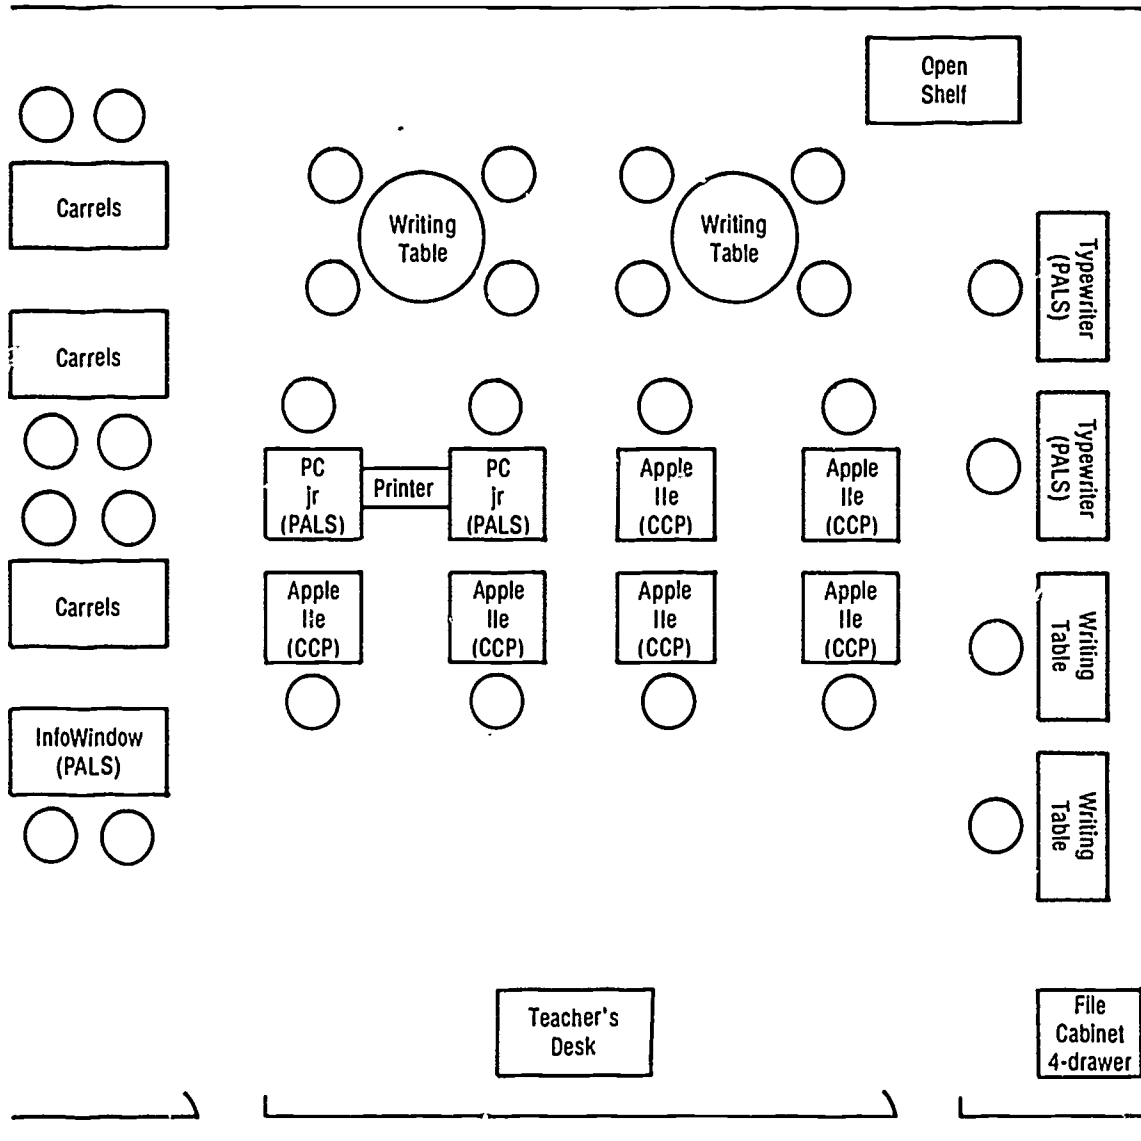 Open
Shelf
Carrels
Writing
Table
Writing
Table
Typewriter
(PALS)
Carrels
Typewriter
(PALS)
PC
jr
(PALS)
Printer
PC
jr
(PALS)
Apple
IIe
(CCP)
Apple
IIe
(CCP)
Carrels
Apple
IIe
(CCP)
Apple
IIe
(CCP)
Apple
IIe
(CCP)
Apple
IIe
(CCP)
Writing
Table
InfoWindow
(PALS)
Writing
Table
Teacher's
Desk
File
Cabinet
4-drawer